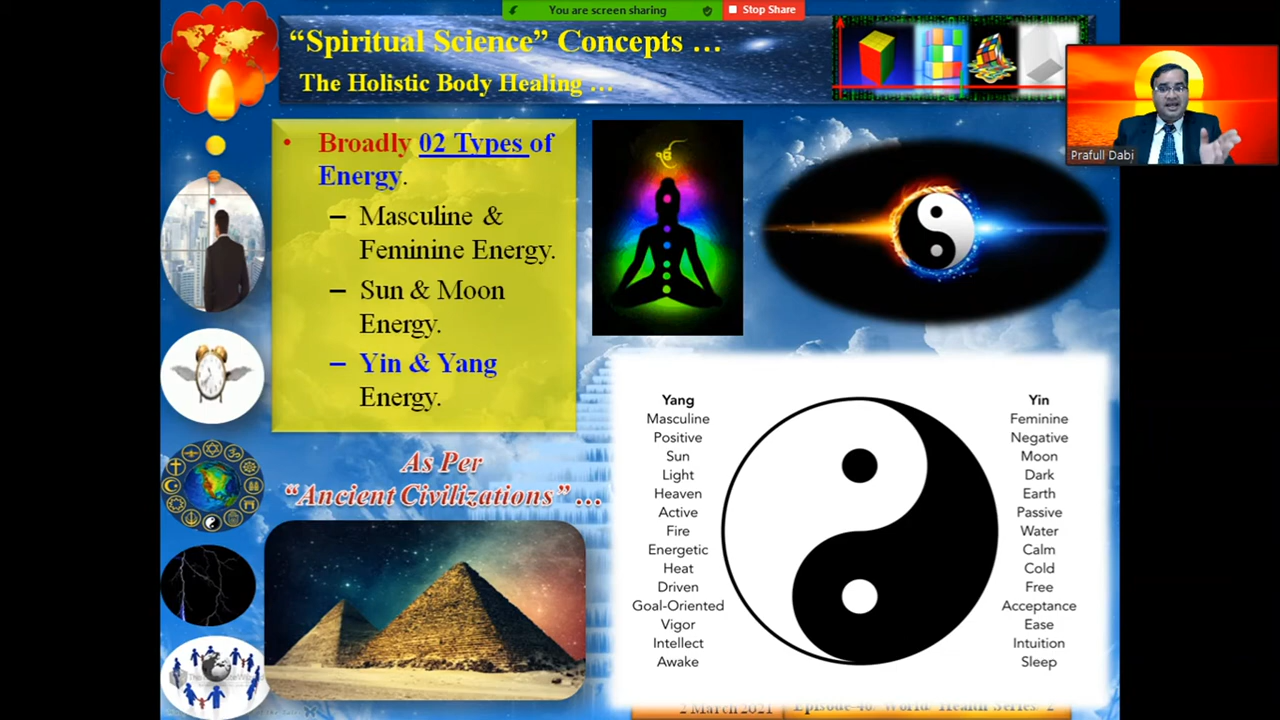 You are screen sharing
Stop Share
“Spiritual Science” Concepts …
The Holistic Body Healing …
Prafull Dabi
• Broadly 02 Types of
Energy.
– Masculine &
Feminine Energy.
– Sun & Moon
Energy.
– Yin & Yang
Energy.
As Per
“Ancient Civilizations” …
Yang
Masculine
Positive
Sun
Light
Heaven
Active
Fire
Energetic
Heat
Driven
Goal-Oriented
Vigor
Intellect
Awake
Yin
Feminine
Negative
Moon
Dark
Earth
Passive
Water
Calm
Cold
Free
Acceptance
Ease
Intuition
Sleep
2 March 2021
Episode-46: World Health Series: 2